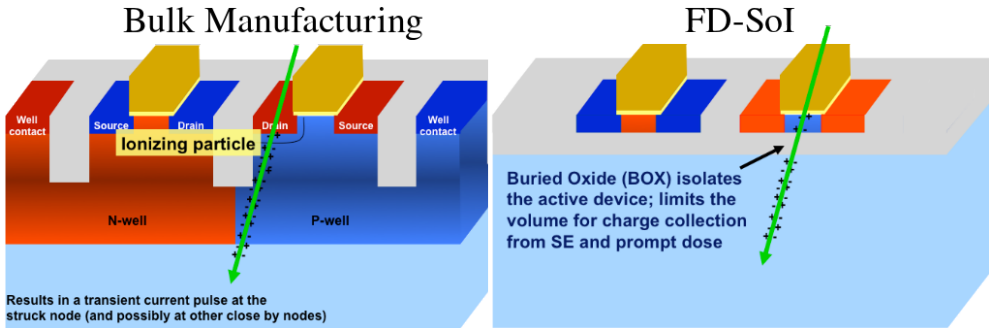 Bulk Manufacturing
FD-SoI
Well
contact
Source
Drain
Drain
Source
Well
contact
Ionizing particle
N-well
P-well
Results in a transient current pulse at the
struck node (and possibly at other close by nodes)
Buried Oxide (BOX) isolates
the active device; limits the
volume for charge collection
from SE and prompt dose